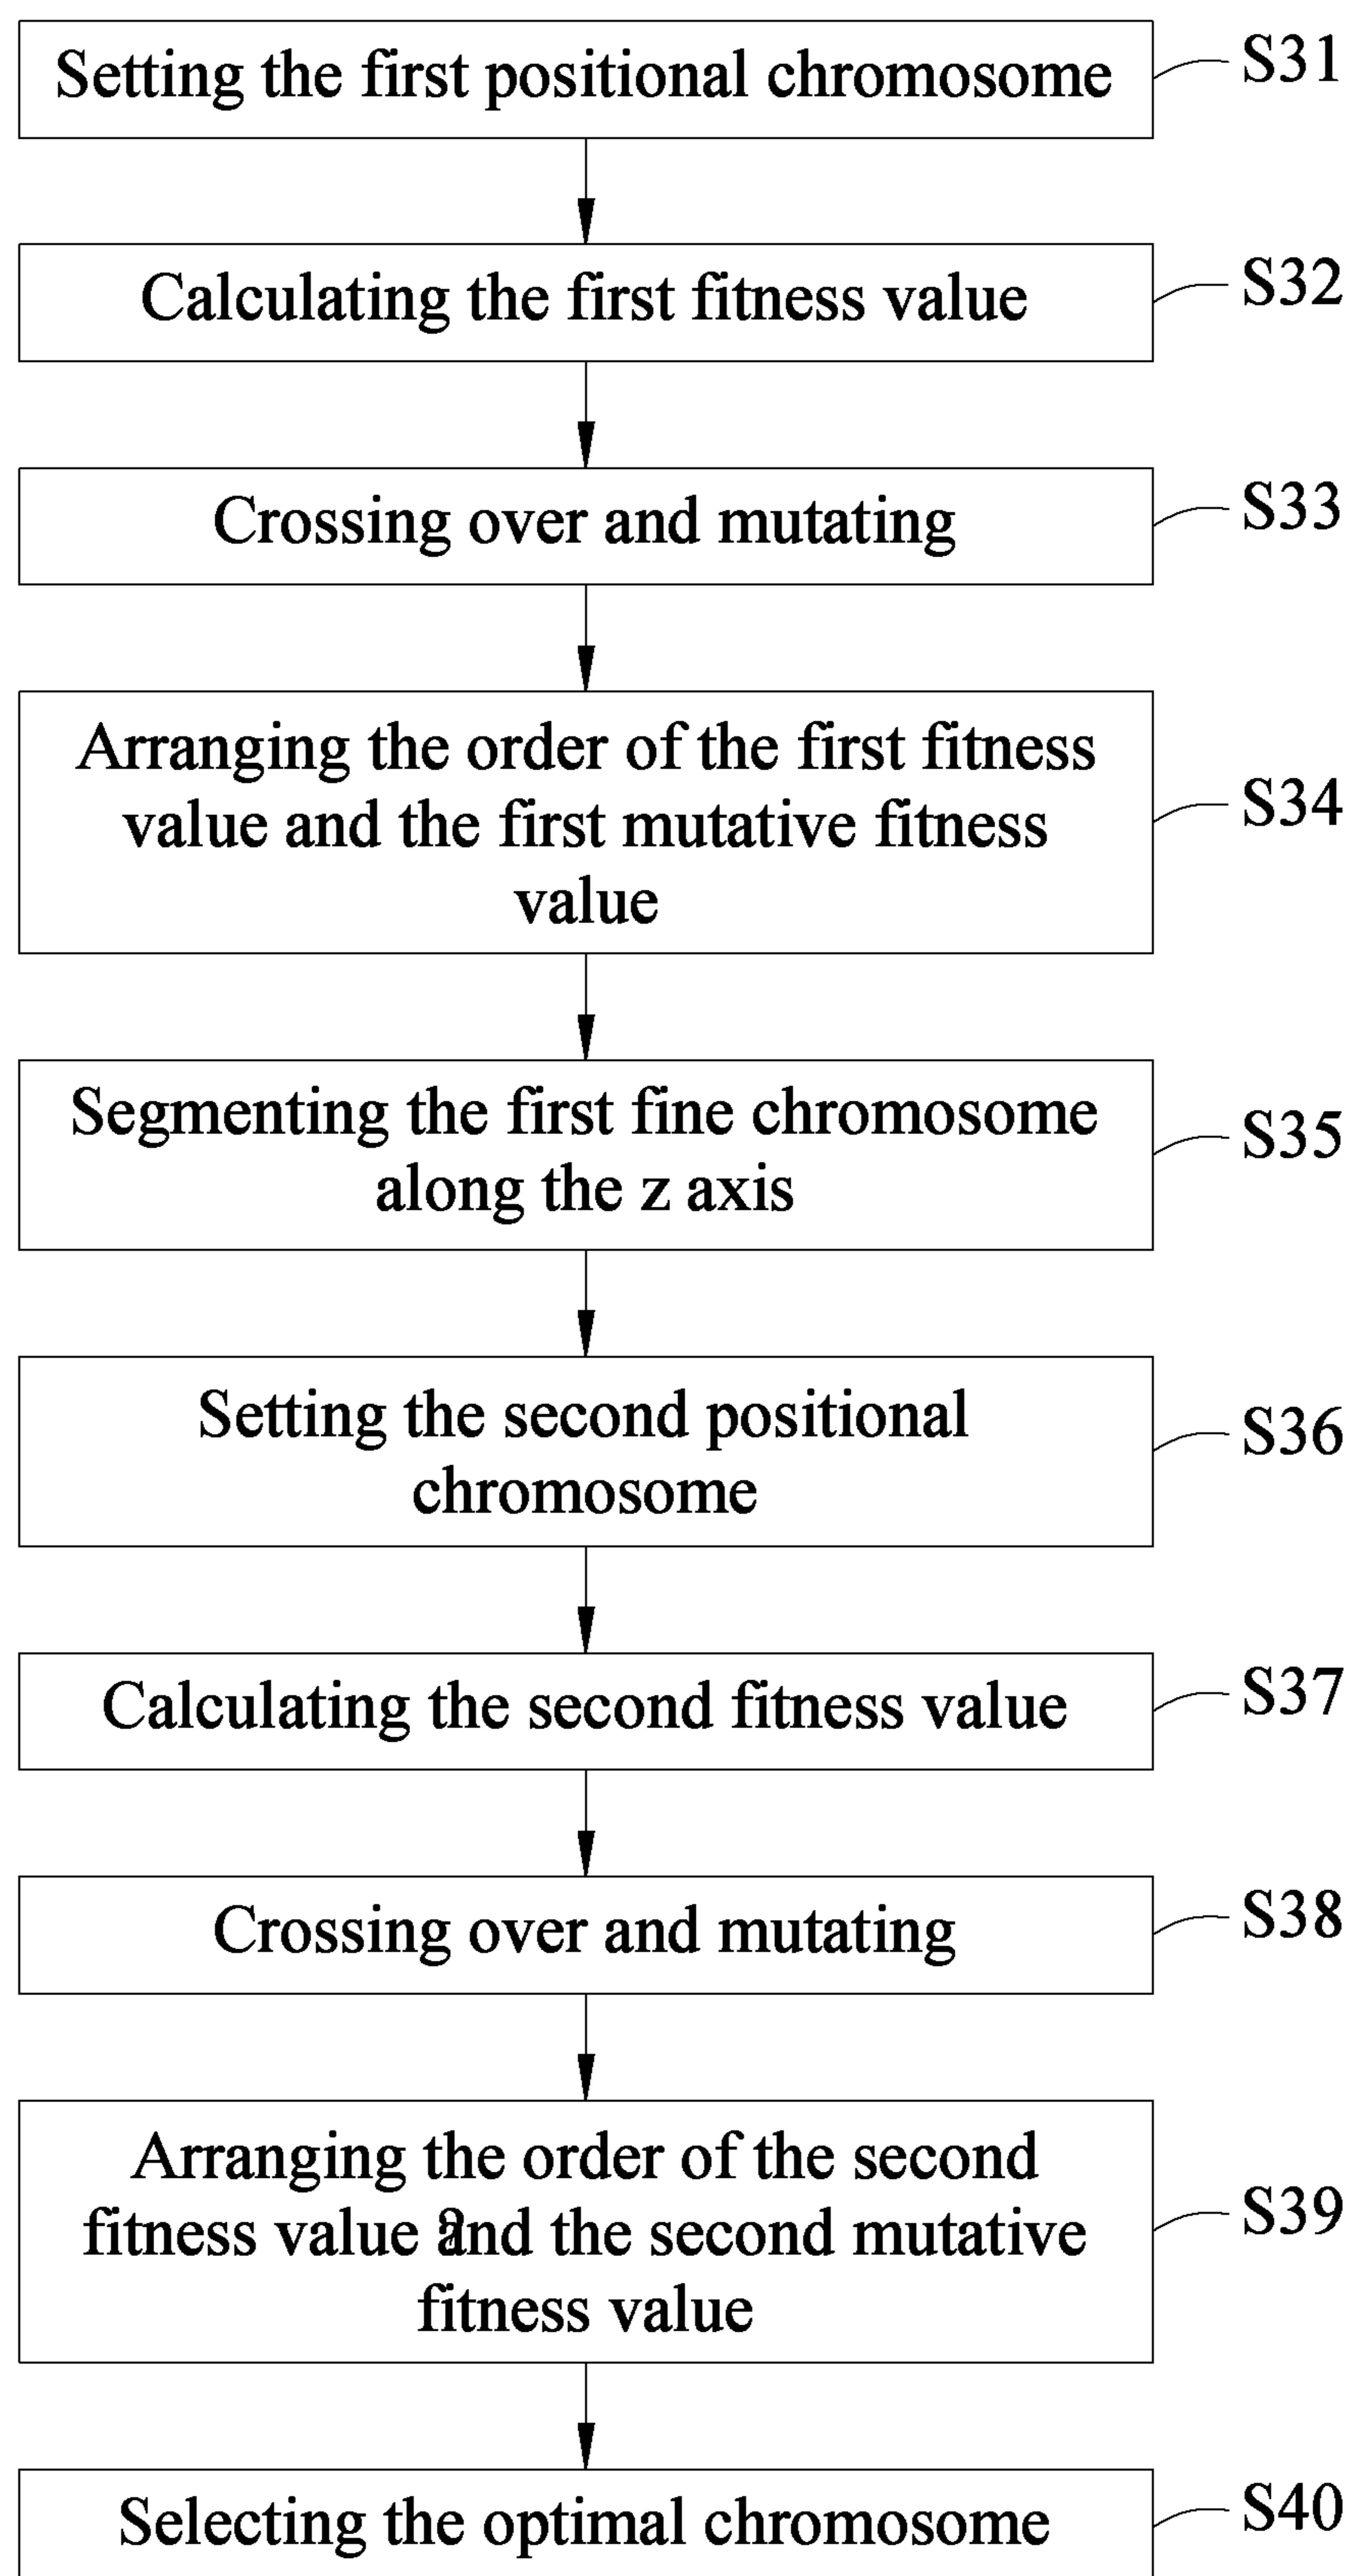 Setting the first positional chromosome
S31
Calculating the first fitness value
S32
Crossing over and mutating
S33
Arranging the order of the first fitness
value and the first mutative fitness
value
S34
Segmenting the first fine chromosome
along the z axis
S35
Setting the second positional
chromosome
S36
Calculating the second fitness value
S37
Crossing over and mutating
S38
Arranging the order of the second
fitness value and the second mutative
fitness value
S39
Selecting the optimal chromosome
S40